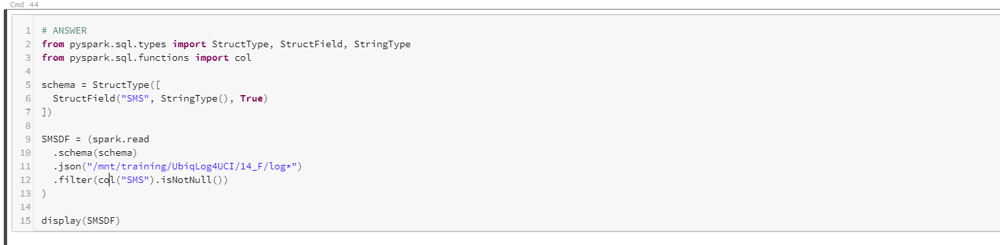 Cmd 44
1 # ANSWER
2 from pyspark.sql.types import StructType, StructField, StringType
3 from pyspark.sql.functions import col
4
5 schema = StructType([
6   StructField("SMS", StringType(), True)
7 ])
8
9 SMSDF = (spark.read
10   .schema(schema)
11   .json("/mnt/training/UbiqLog4UCI/14_F/log*")
12   .filter(col("SMS").isNotNull())
13 )
14
15 display(SMSDF)